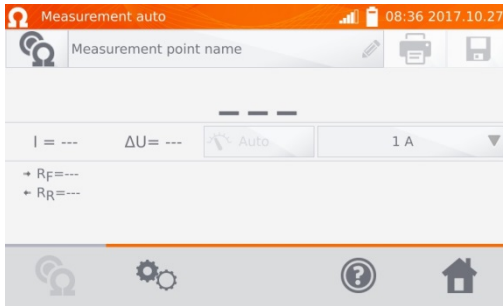 Ω Measurement auto 08:36 2017.10.27
Measurement point name
---
I = --- ΔU= --- Auto 1 A
→ RF=---
← RR=---